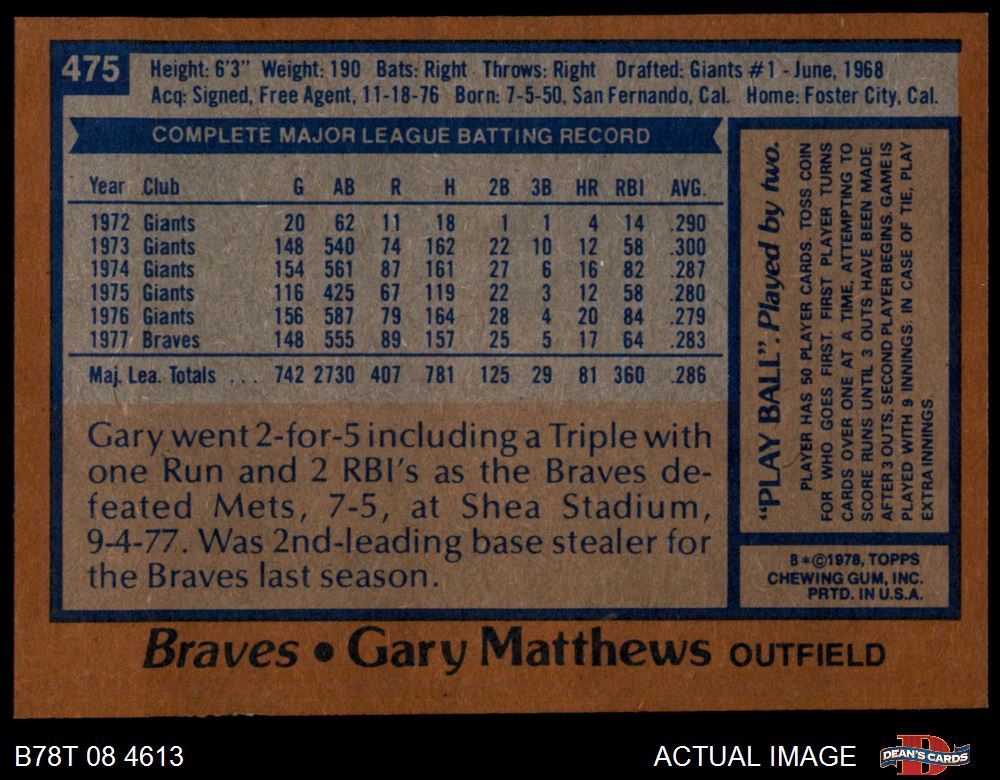 475
Height: 6'3" Weight: 190 Bats: Right Throws: Right Drafted: Giants #1 - June, 1968
Acq: Signed, Free Agent, 11-18-76 Born: 7-5-50, San Fernando, Cal. Home: Foster City, Cal.
COMPLETE MAJOR LEAGUE BATTING RECORD
Year Club G AB R H 2B 3B HR RBI AVG.
1972 Giants 20 62 11 18 1 1 4 14 .290
1973 Giants 148 540 74 162 22 10 12 58 .300
1974 Giants 154 561 87 161 27 6 16 82 .287
1975 Giants 116 425 67 119 22 3 12 58 .280
1976 Giants 156 587 79 164 28 4 20 84 .279
1977 Braves 148 555 89 157 25 5 17 64 .283
Maj. Lea. Totals ... 742 2730 407 781 125 29 81 360 .286
Gary went 2-for-5 including a Triple with
one Run and 2 RBI's as the Braves de-
feated Mets, 7-5, at Shea Stadium,
9-4-77. Was 2nd-leading base stealer for
the Braves last season.
"PLAY BALL". Played by two.
PLAYER HAS 50 PLAYER CARDS. TOSS COIN
FOR WHO GOES FIRST. FIRST PLAYER TURNS
CARDS OVER ONE AT A TIME, ATTEMPTING TO
SCORE RUNS UNTIL 3 OUTS HAVE BEEN MADE.
AFTER 3 OUTS, SECOND PLAYER BEGINS. GAME IS
PLAYED WITH 9 INNINGS. IN CASE OF TIE, PLAY
EXTRA INNINGS.
B*©1978, TOPPS
CHEWING GUM, INC.
PRTD. IN U.S.A.
Braves • Gary Matthews OUTFIELD
B78T 08 4613
ACTUAL IMAGE
DEAN'S CARDS